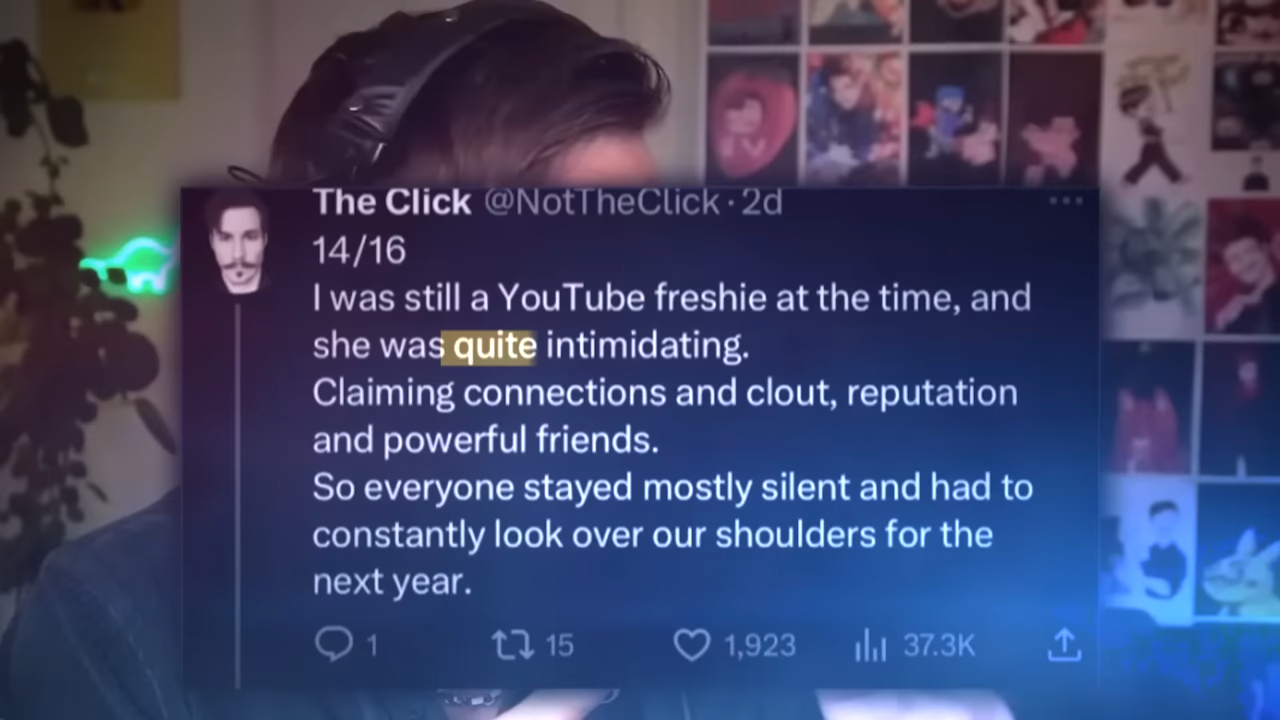 The Click @NotTheClick · 2d
14/16
I was still a YouTube freshie at the time, and
she was quite intimidating.
Claiming connections and clout, reputation
and powerful friends.
So everyone stayed mostly silent and had to
constantly look over our shoulders for the
next year.
1 15 1,923 37.3K